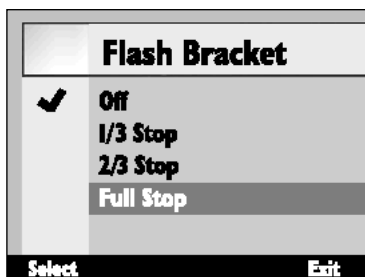 Flash Bracket
Off
1/3 Stop
2/3 Stop
Full Stop
Select Exit